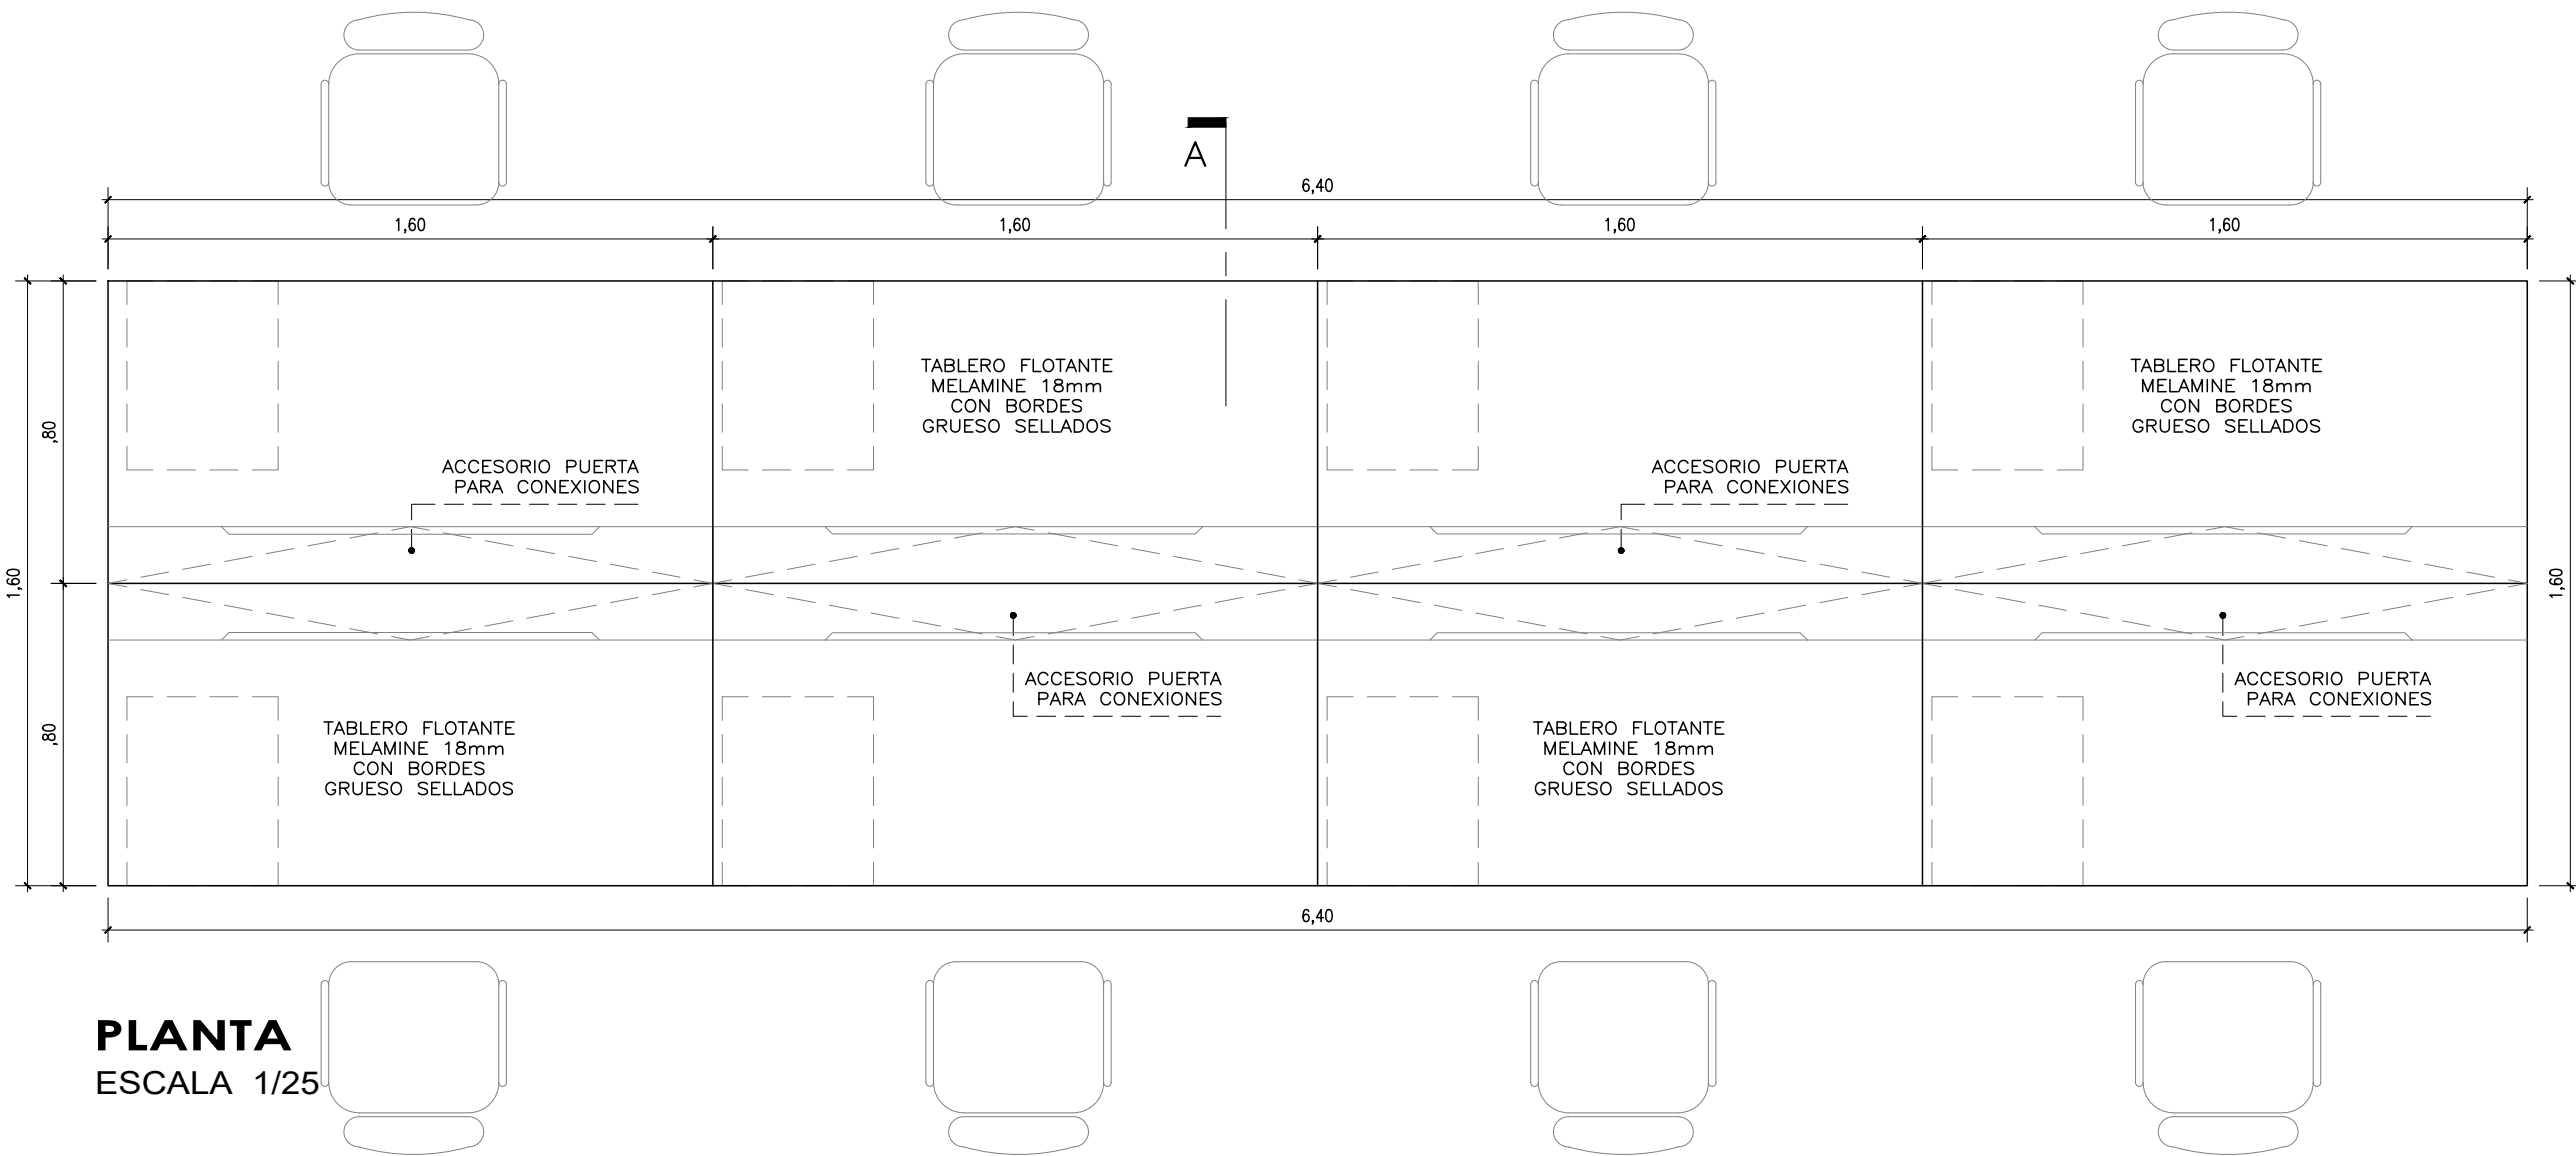 A
6,40
1,60
1,60
1,60
1,60
TABLERO FLOTANTE
MELAMINE 18mm
CON BORDES
GRUESO SELLADOS
TABLERO FLOTANTE
MELAMINE 18mm
CON BORDES
GRUESO SELLADOS
,80
ACCESORIO PUERTA
PARA CONEXIONES
ACCESORIO PUERTA
PARA CONEXIONES
1,60
1,60
ACCESORIO PUERTA
PARA CONEXIONES
ACCESORIO PUERTA
PARA CONEXIONES
,80
TABLERO FLOTANTE
MELAMINE 18mm
CON BORDES
GRUESO SELLADOS
TABLERO FLOTANTE
MELAMINE 18mm
CON BORDES
GRUESO SELLADOS
6,40
PLANTA
ESCALA 1/25